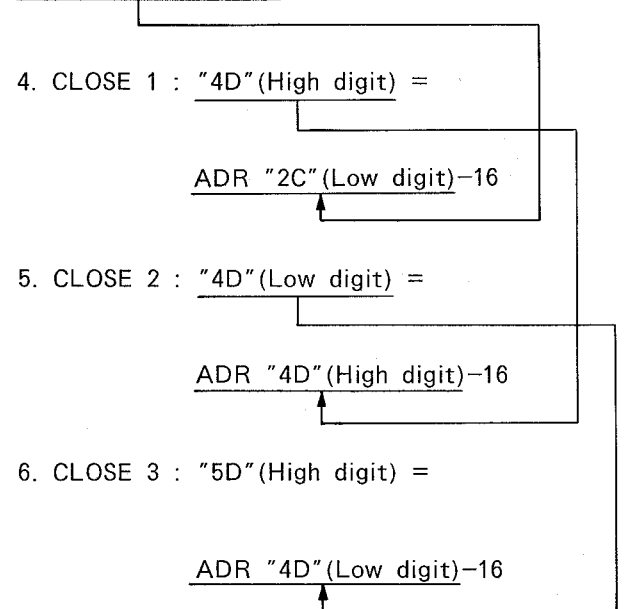 4. CLOSE 1 : "4D"(High digit) =
ADR "2C"(Low digit)-16
5. CLOSE 2 : "4D"(Low digit) =
ADR "4D"(High digit)-16
6. CLOSE 3 : "5D"(High digit) =
ADR "4D"(Low digit)-16